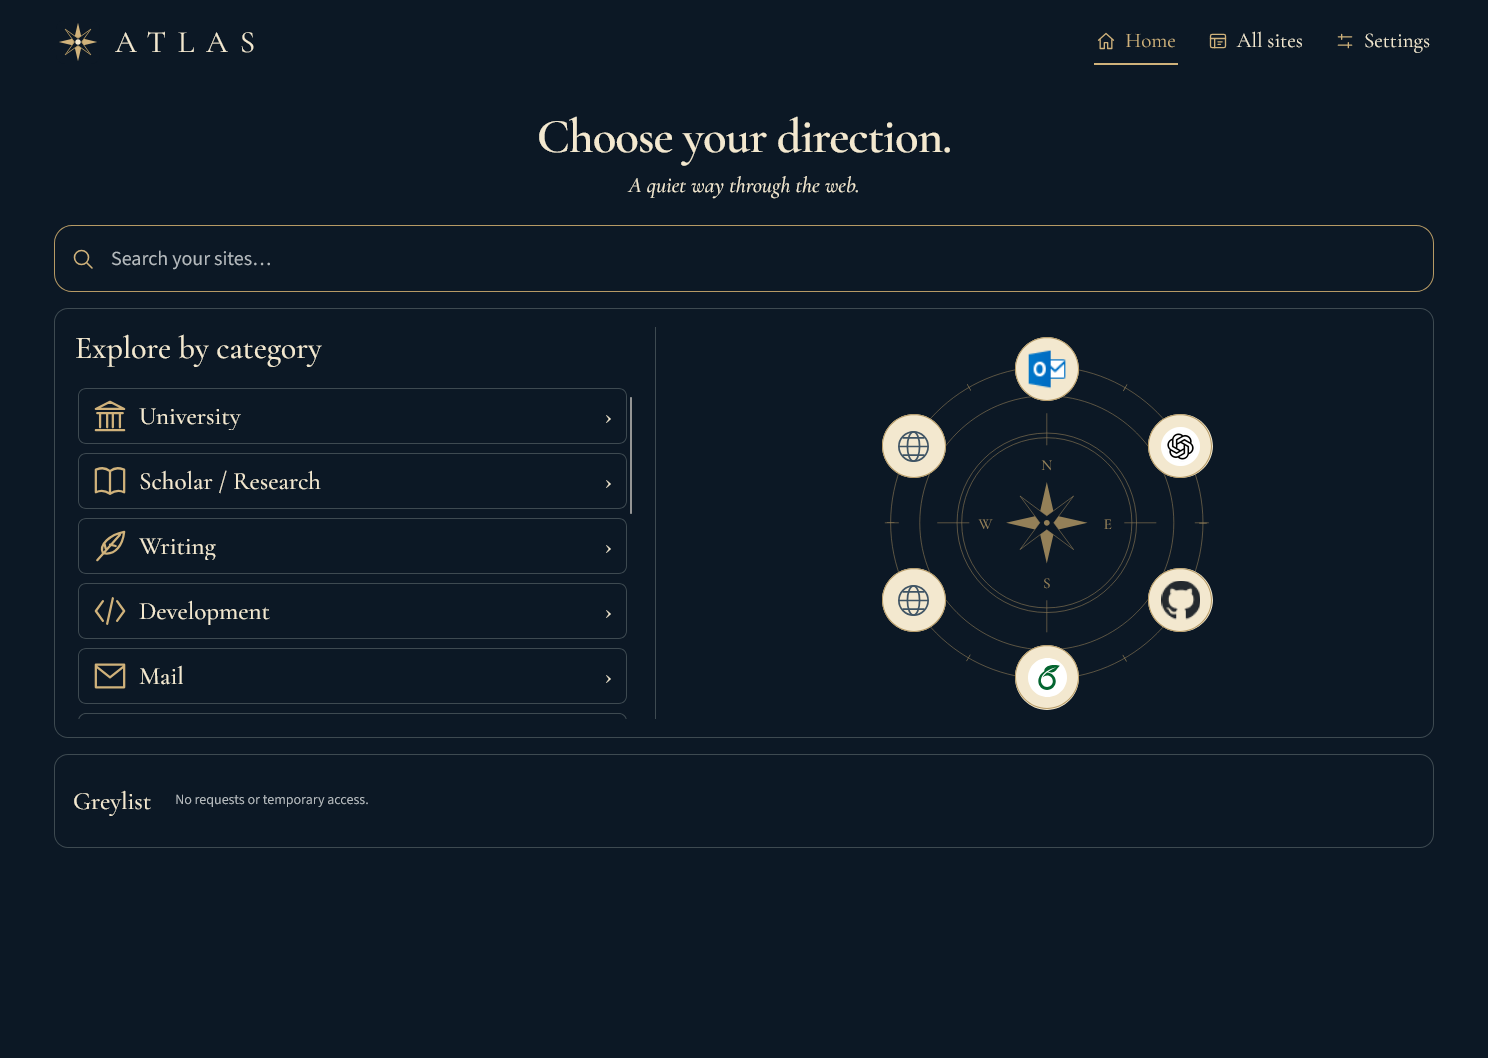 ATLAS
Home
All sites
Settings
Choose your direction.
A quiet way through the web.
Search your sites...
Explore by category
University
Scholar / Research
Writing
Development
Mail
N
W
E
S
Greylist
No requests or temporary access.